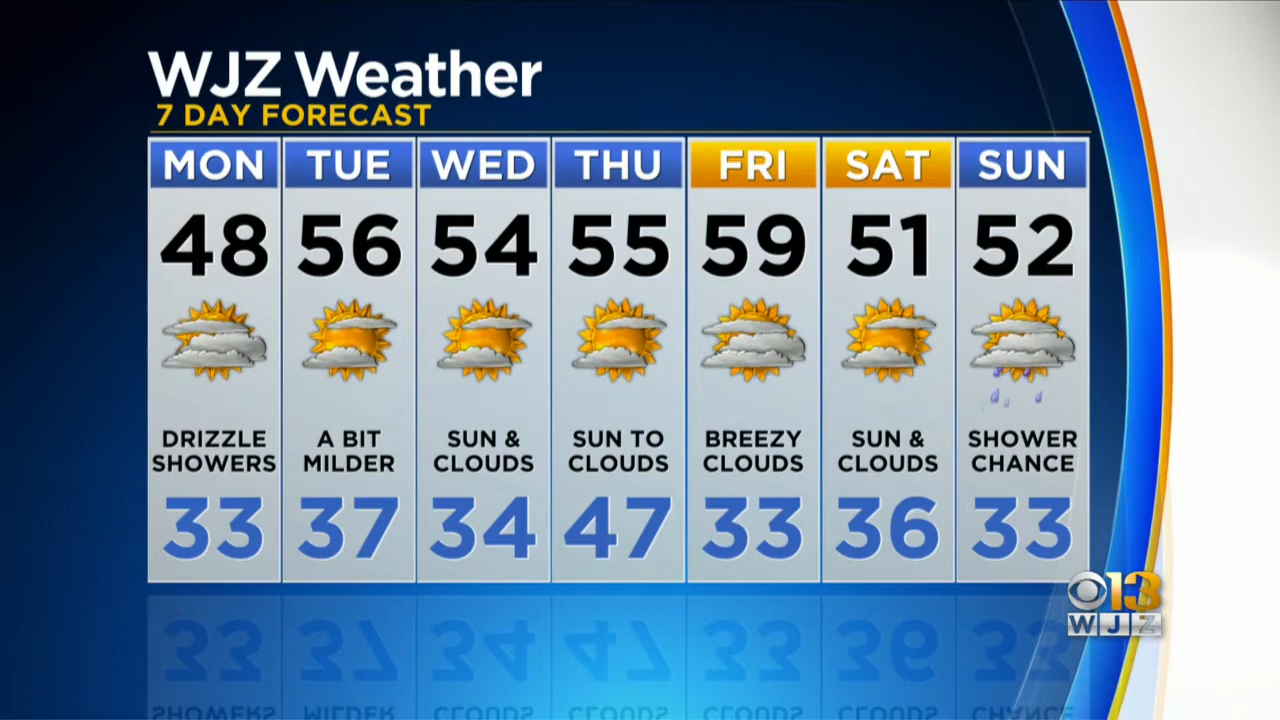 WJZ Weather
7 DAY FORECAST
MON TUE WED THU FRI SAT SUN
48 56 54 55 59 51 52
DRIZZLE A BIT SUN & SUN TO BREEZY SUN & SHOWER
SHOWERS MILDER CLOUDS CLOUDS CLOUDS CLOUDS CHANCE
33 37 34 47 33 36 33
13
WJZ